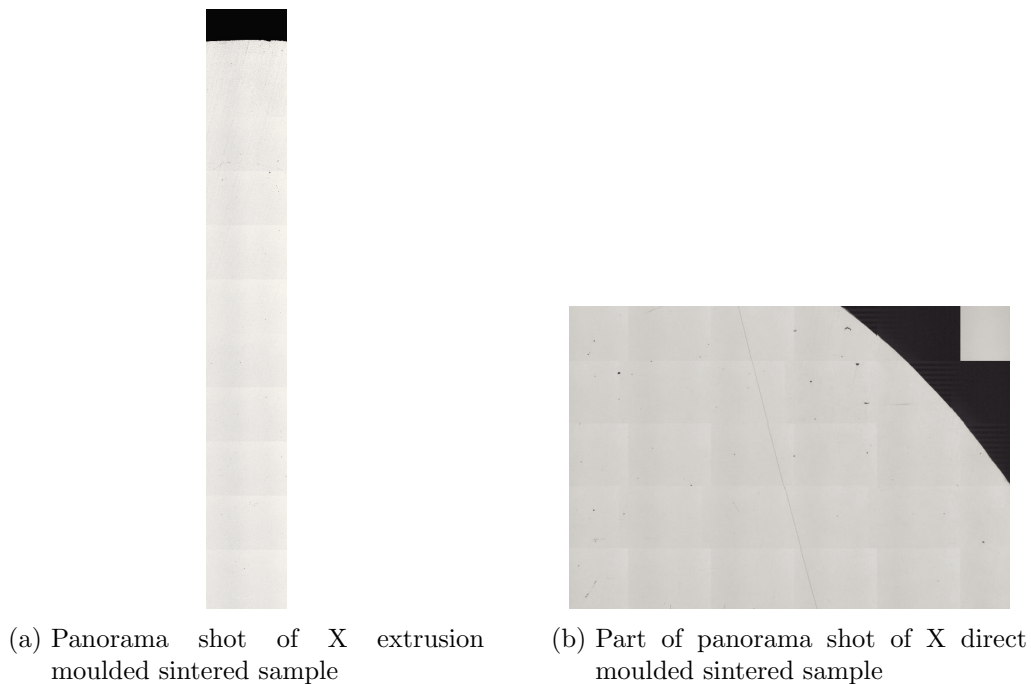 (a) Panorama shot of X extrusion
moulded sintered sample
(b) Part of panorama shot of X direct
moulded sintered sample